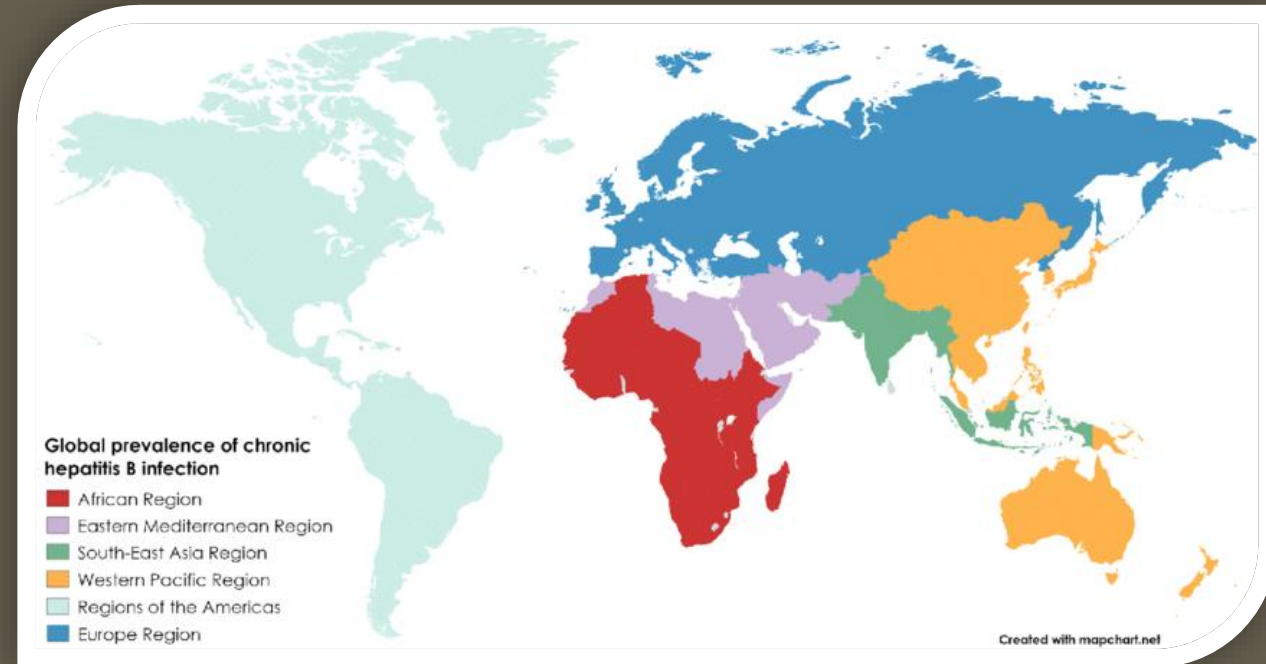 Global prevalence of chronic
hepatitis B infection
African Region
Eastern Mediterranean Region
South-East Asia Region
Western Pacific Region
Regions of the Americas
Europe Region
Created with mapchart.net